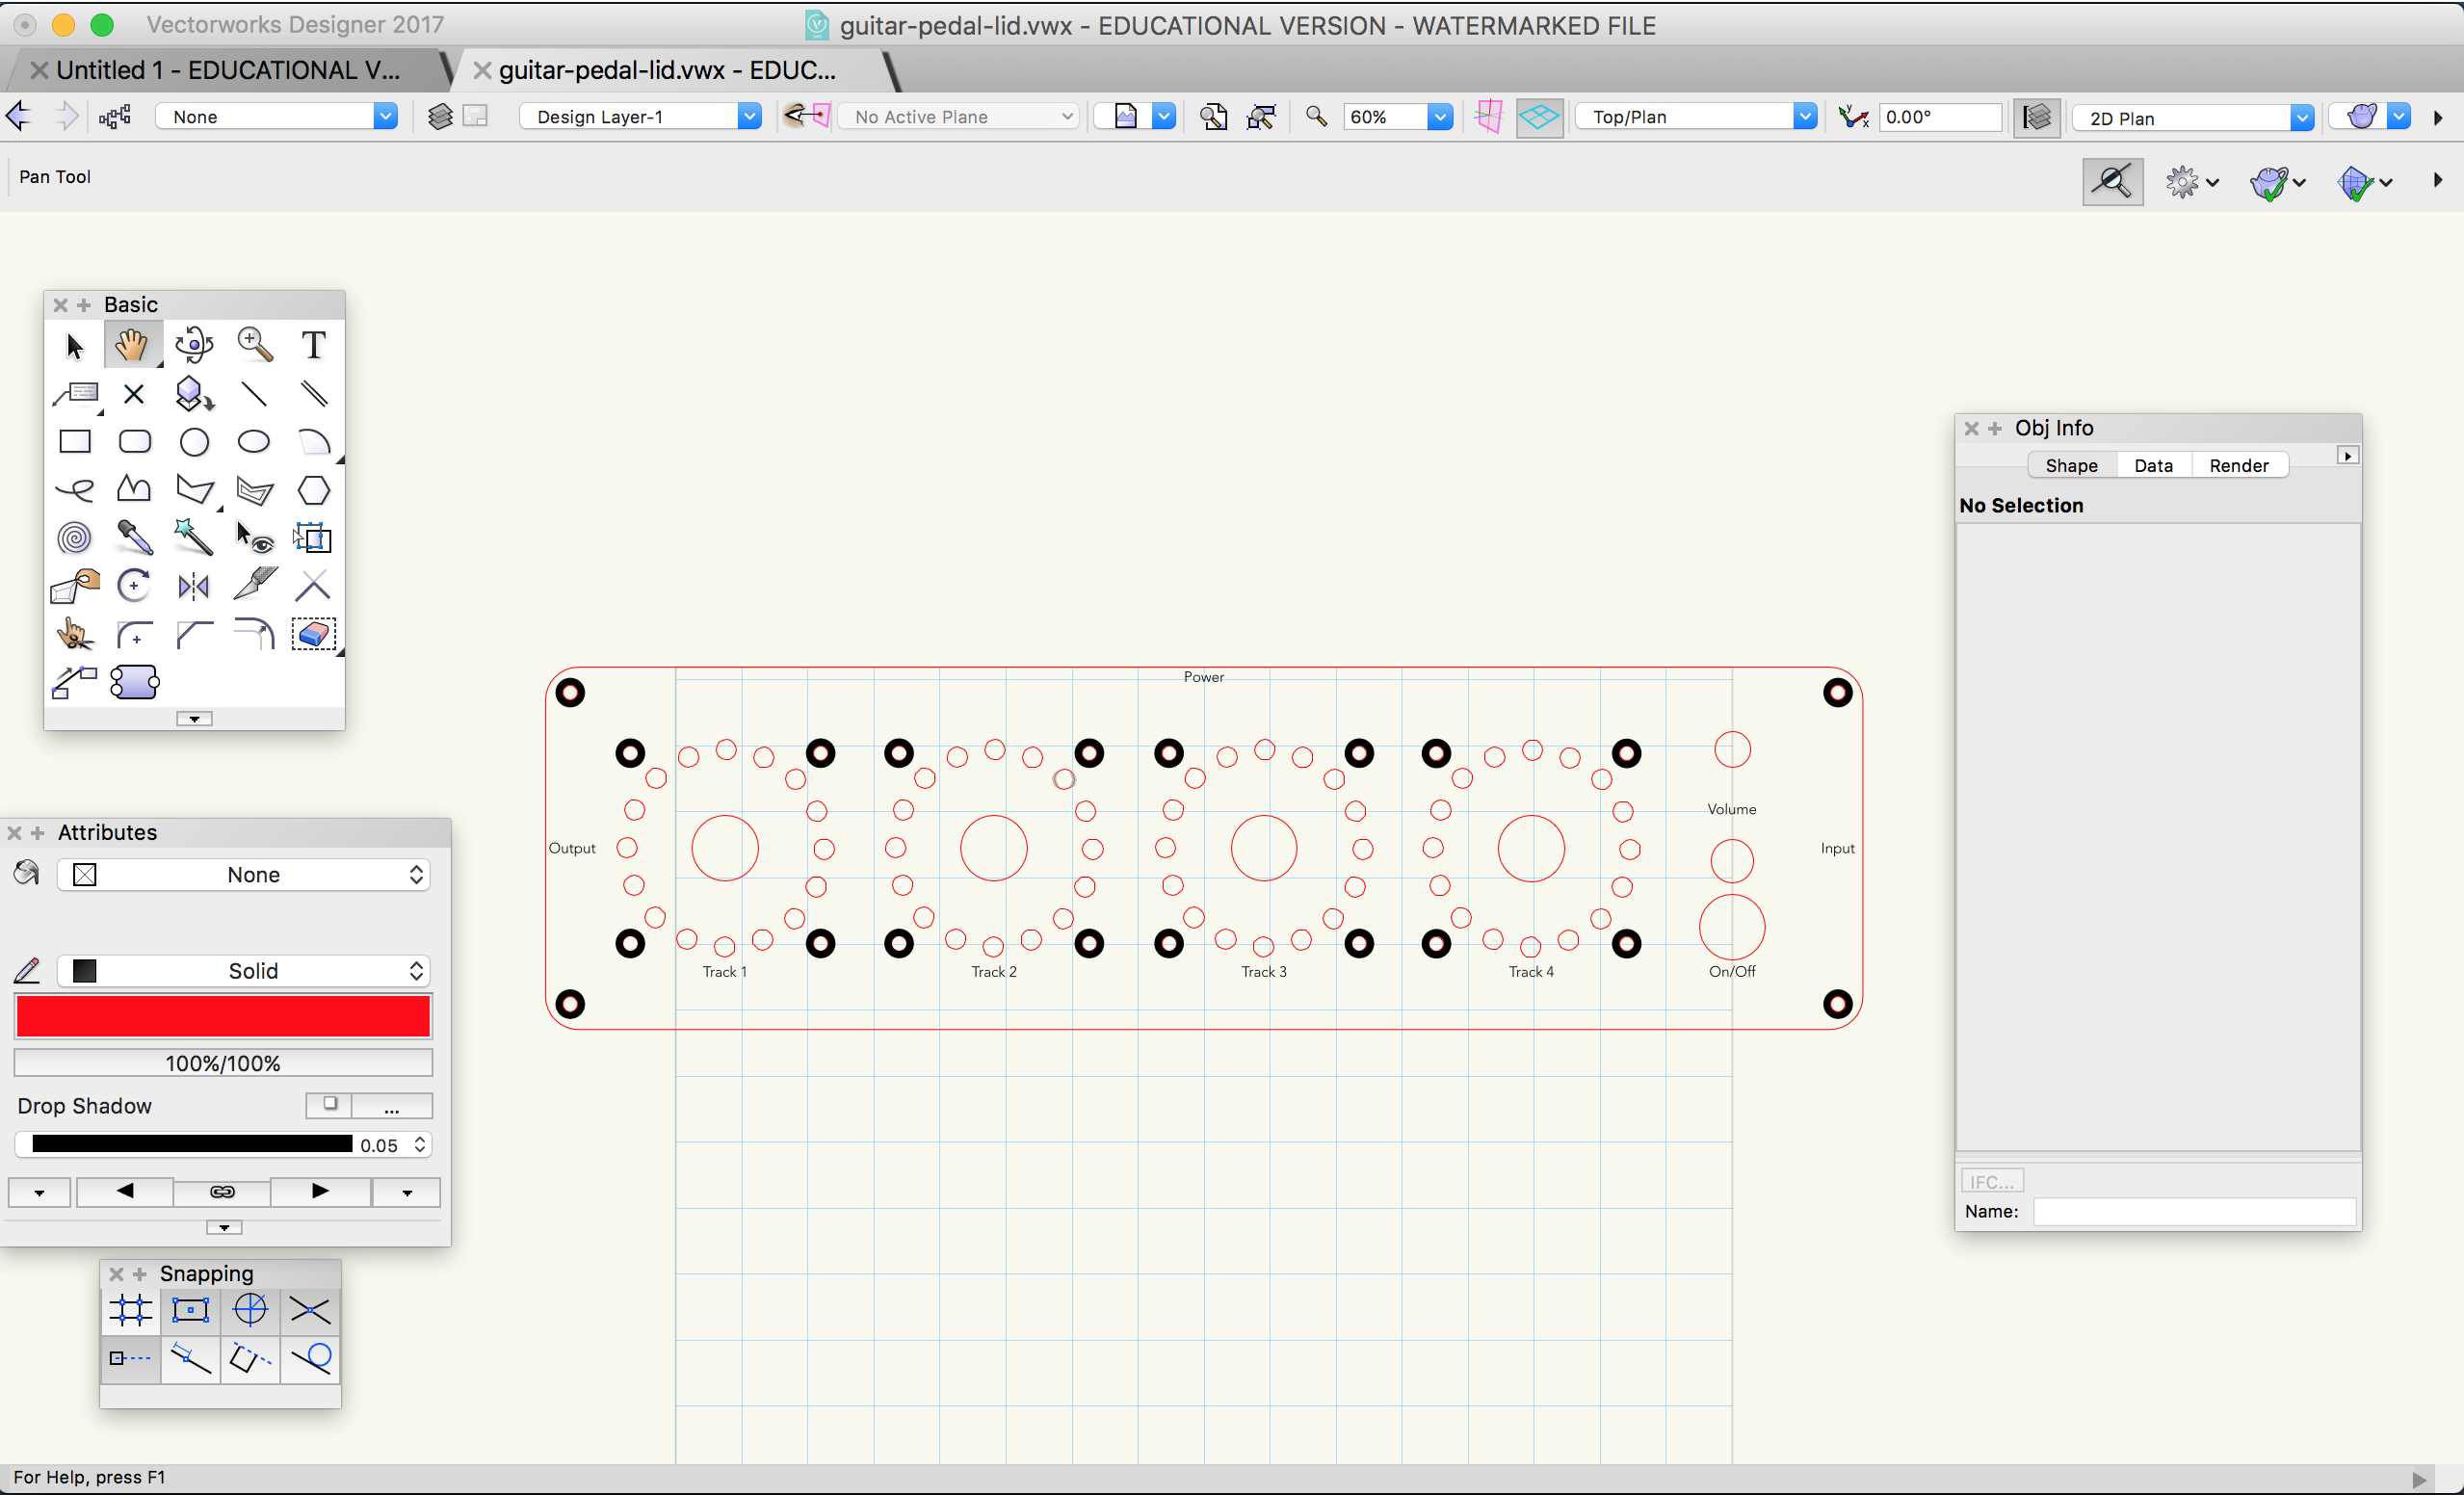 Vectorworks Designer 2017
guitar-pedal-lid.vwx - EDUCATIONAL VERSION - WATERMARKED FILE
Untitled 1 - EDUCATIONAL V...
guitar-pedal-lid.vwx - EDUC...
None
Design Layer-1
No Active Plane
60%
Top/Plan
0.00°
2D Plan
Pan Tool
Basic
Obj Info
Shape
Data
Render
No Selection
Power
Volume
Output
Input
Track 1
Track 2
Track 3
Track 4
On/Off
Attributes
None
Solid
100%/100%
Drop Shadow
...
0.05
IFC...
Name:
Snapping
For Help, press F1